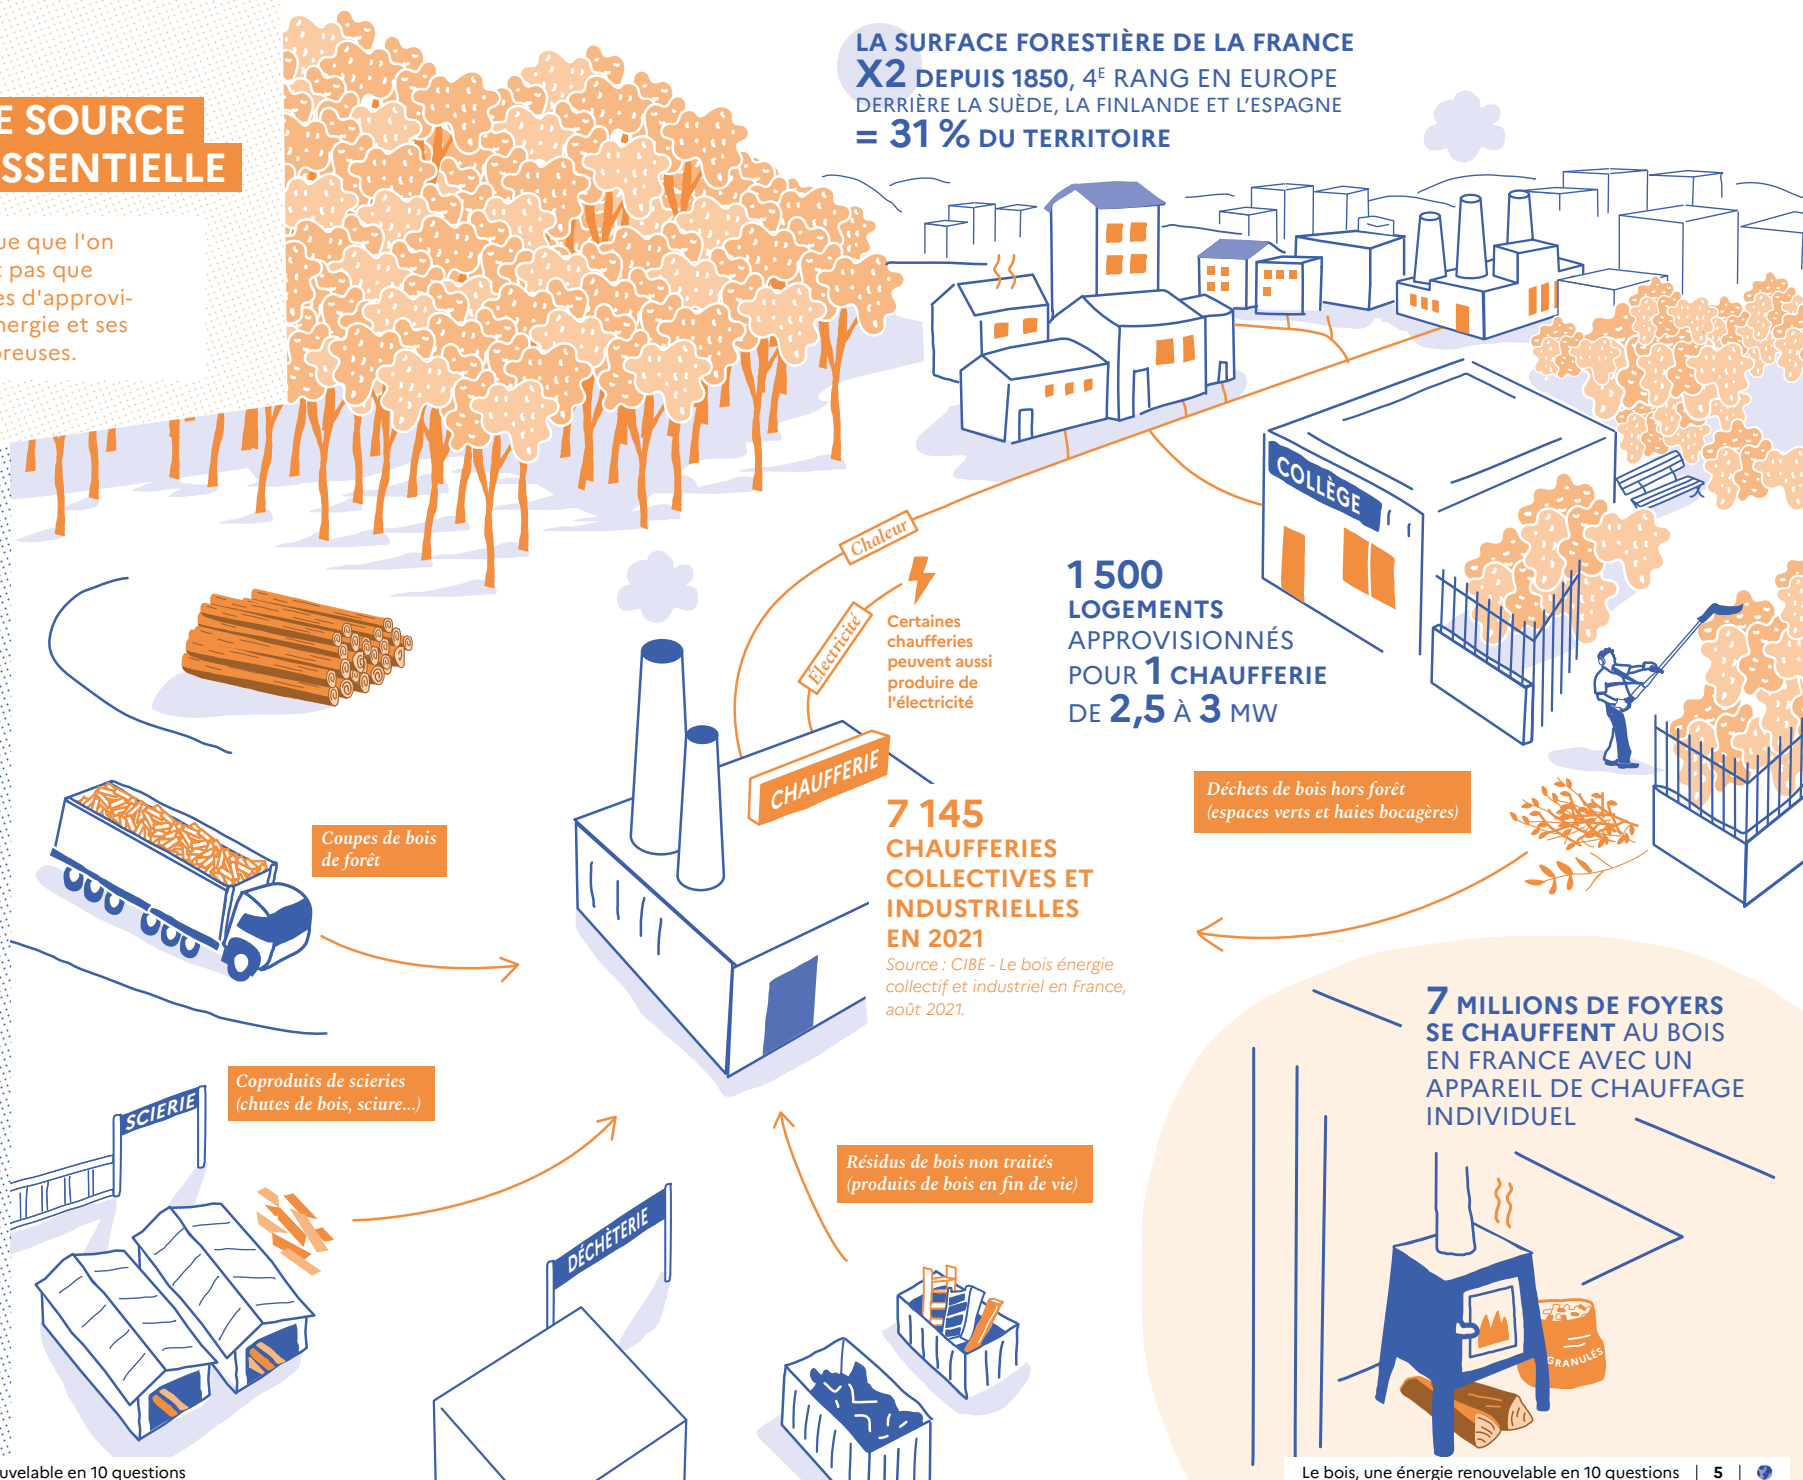 E SOURCE
SSENTIELLE
ue que l'on
t pas que
es d'approvi-
nergie et ses
breuses.
LA SURFACE FORESTIÈRE DE LA FRANCE
X2 DEPUIS 1850, 4E RANG EN EUROPE
DERRIÈRE LA SUÈDE, LA FINLANDE ET L'ESPAGNE
= 31 % DU TERRITOIRE
COLLÈGE
Chaleur
Électricité
Certaines
chaufferies
peuvent aussi
produire de
l'électricité
1 500
LOGEMENTS
APPROVISIONNÉS
POUR 1 CHAUFFERIE
DE 2,5 À 3 MW
CHAUFFERIE
7 145
CHAUFFERIES
COLLECTIVES ET
INDUSTRIELLES
EN 2021
Source : CIBE - Le bois énergie
collectif et industriel en France,
août 2021.
Déchets de bois hors forêt
(espaces verts et haies bocagères)
Coupes de bois
de forêt
Coproduits de scieries
(chutes de bois, sciure...)
SCIERIE
Résidus de bois non traités
(produits de bois en fin de vie)
DÉCHÈTERIE
7 MILLIONS DE FOYERS
SE CHAUFFENT AU BOIS
EN FRANCE AVEC UN
APPAREIL DE CHAUFFAGE
INDIVIDUEL
GRANULÉS
uvelable en 10 questions
Le bois, une énergie renouvelable en 10 questions | 5 |